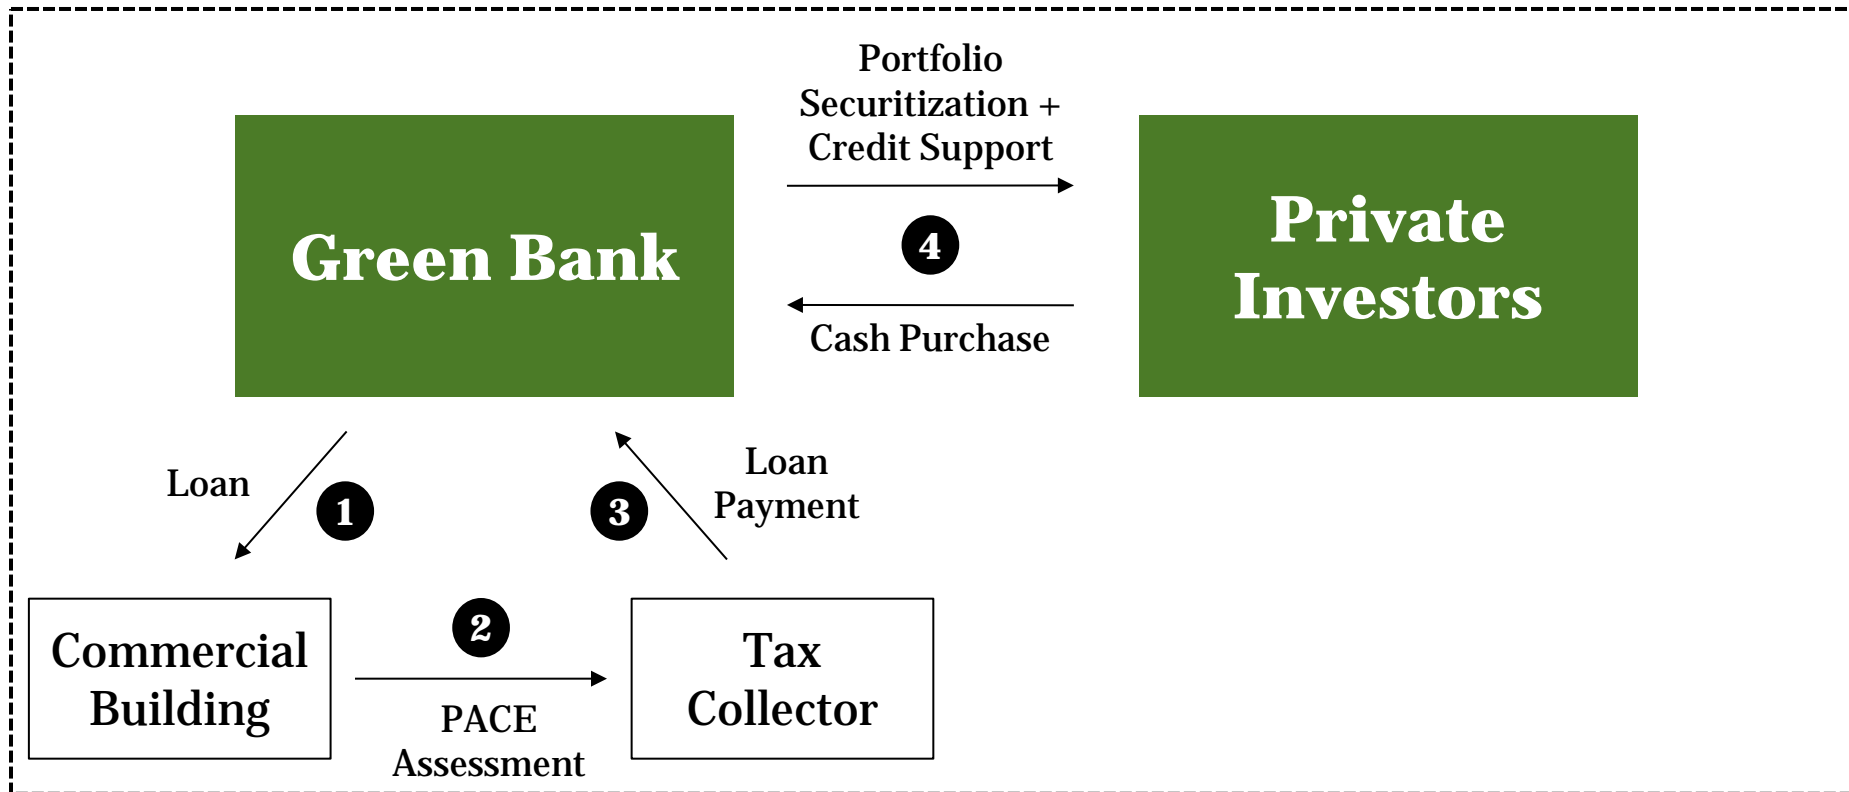 Portfolio
Securitization +
Credit Support
Green Bank
4
Private
Investors
Cash Purchase
Loan
1
3
Loan
Payment
Commercial
Building
2
PACE
Assessment
Tax
Collector